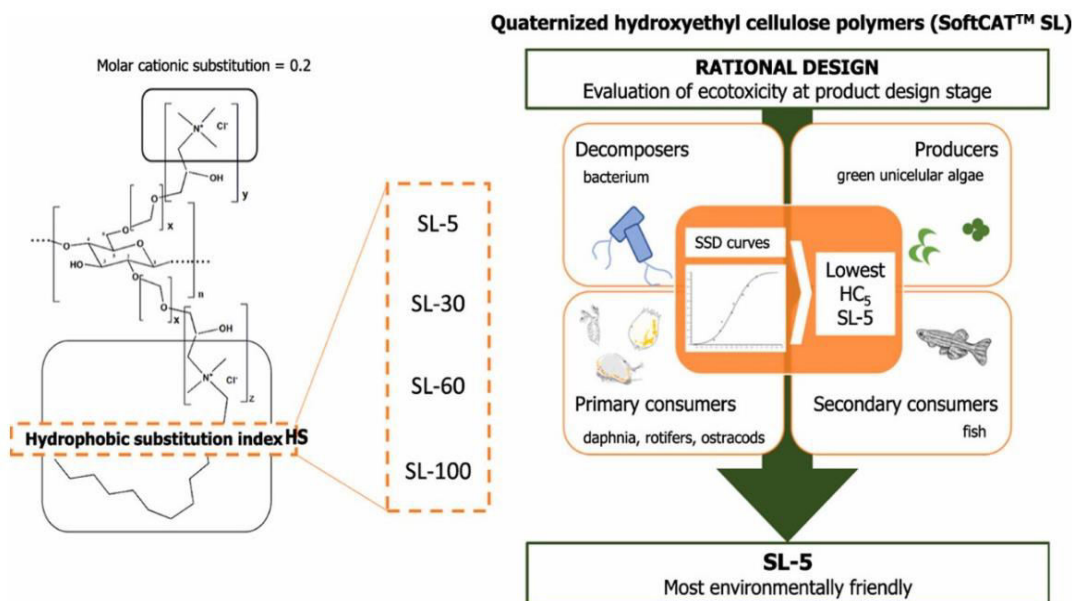 Quaternized hydroxyethyl cellulose polymers (SoftCAT™ SL)
Molar cationic substitution = 0.2
N⁺
Cl⁻
OH
y
O
x
O
O
HO
O
O
n
O
x
O
OH
N⁺
Cl⁻
z
Hydrophobic substitution index HS
SL-5
SL-30
SL-60
SL-100
RATIONAL DESIGN
Evaluation of ecotoxicity at product design stage
Decomposers
bacterium
Producers
green unicelular algae
SSD curves
Lowest
HC₅
SL-5
Primary consumers
daphnia, rotifers, ostracods
Secondary consumers
fish
SL-5
Most environmentally friendly